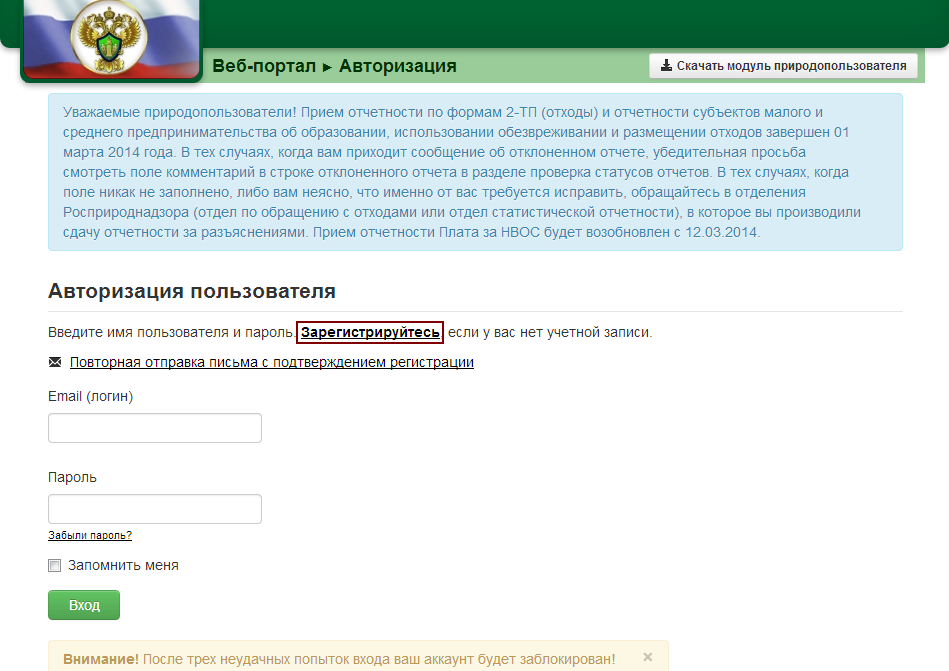 Веб-портал ► Авторизация
Скачать модуль природопользователя
Уважаемые природопользователи! Прием отчетности по формам 2-ТП (отходы) и отчетности субъектов малого и
среднего предпринимательства об образовании, использовании обезвреживании и размещении отходов завершен 01
марта 2014 года. В тех случаях, когда вам приходит сообщение об отклоненном отчете, убедительная просьба
смотреть поле комментарий в строке отклоненного отчета в разделе проверка статусов отчетов. В тех случаях, когда
поле никак не заполнено, либо вам неясно, что именно от вас требуется исправить, обращайтесь в отделения
Росприроднадзора (отдел по обращению с отходами или отдел статистической отчетности), в которое вы производили
сдачу отчетности за разъяснениями. Прием отчетности Плата за НВОС будет возобновлен с 12.03.2014.
Авторизация пользователя
Введите имя пользователя и пароль. Зарегистрируйтесь если у вас нет учетной записи.
Повторная отправка письма с подтверждением регистрации
Email (логин)
Пароль
Забыли пароль?
Запомнить меня
Вход
Внимание! После трех неудачных попыток входа ваш аккаунт будет заблокирован! ×